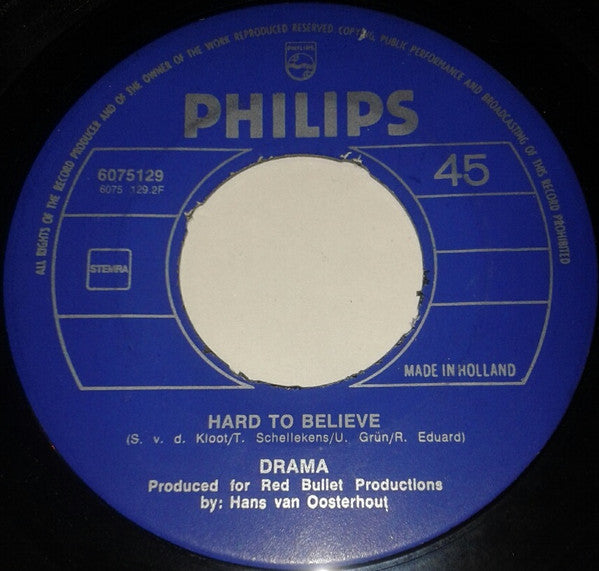 ALL RIGHTS OF THE RECORD PRODUCER AND OF THE OWNER OF THE WORK REPRODUCED RESERVED COPYING, PUBLIC PERFORMANCE AND BROADCASTING OF THIS RECORD PROHIBITED
PHILIPS
PHILIPS
6075129
45
6075 129.2F
STEMRA
MADE IN HOLLAND
HARD TO BELIEVE
(S. v. d. Kloot/T. Schellekens/U. Grün/R. Eduard)
DRAMA
Produced for Red Bullet Productions
by: Hans van Oosterhout